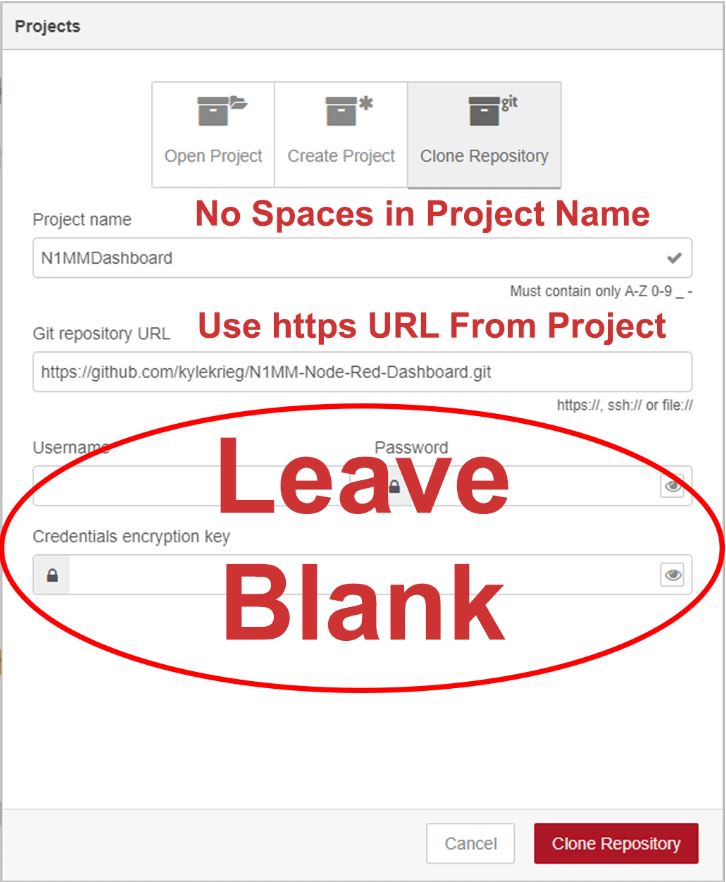 Projects
git
Open Project Create Project Clone Repository
Project name No Spaces in Project Name
N1MMDashboard
Must contain only A-Z 0-9 _ -
Git repository URL Use https URL From Project
https://github.com/kylekrieg/N1MM-Node-Red-Dashboard.git
https://, ssh:// or file://
Username Password
Leave
Credentials encryption key
Blank
Cancel Clone Repository